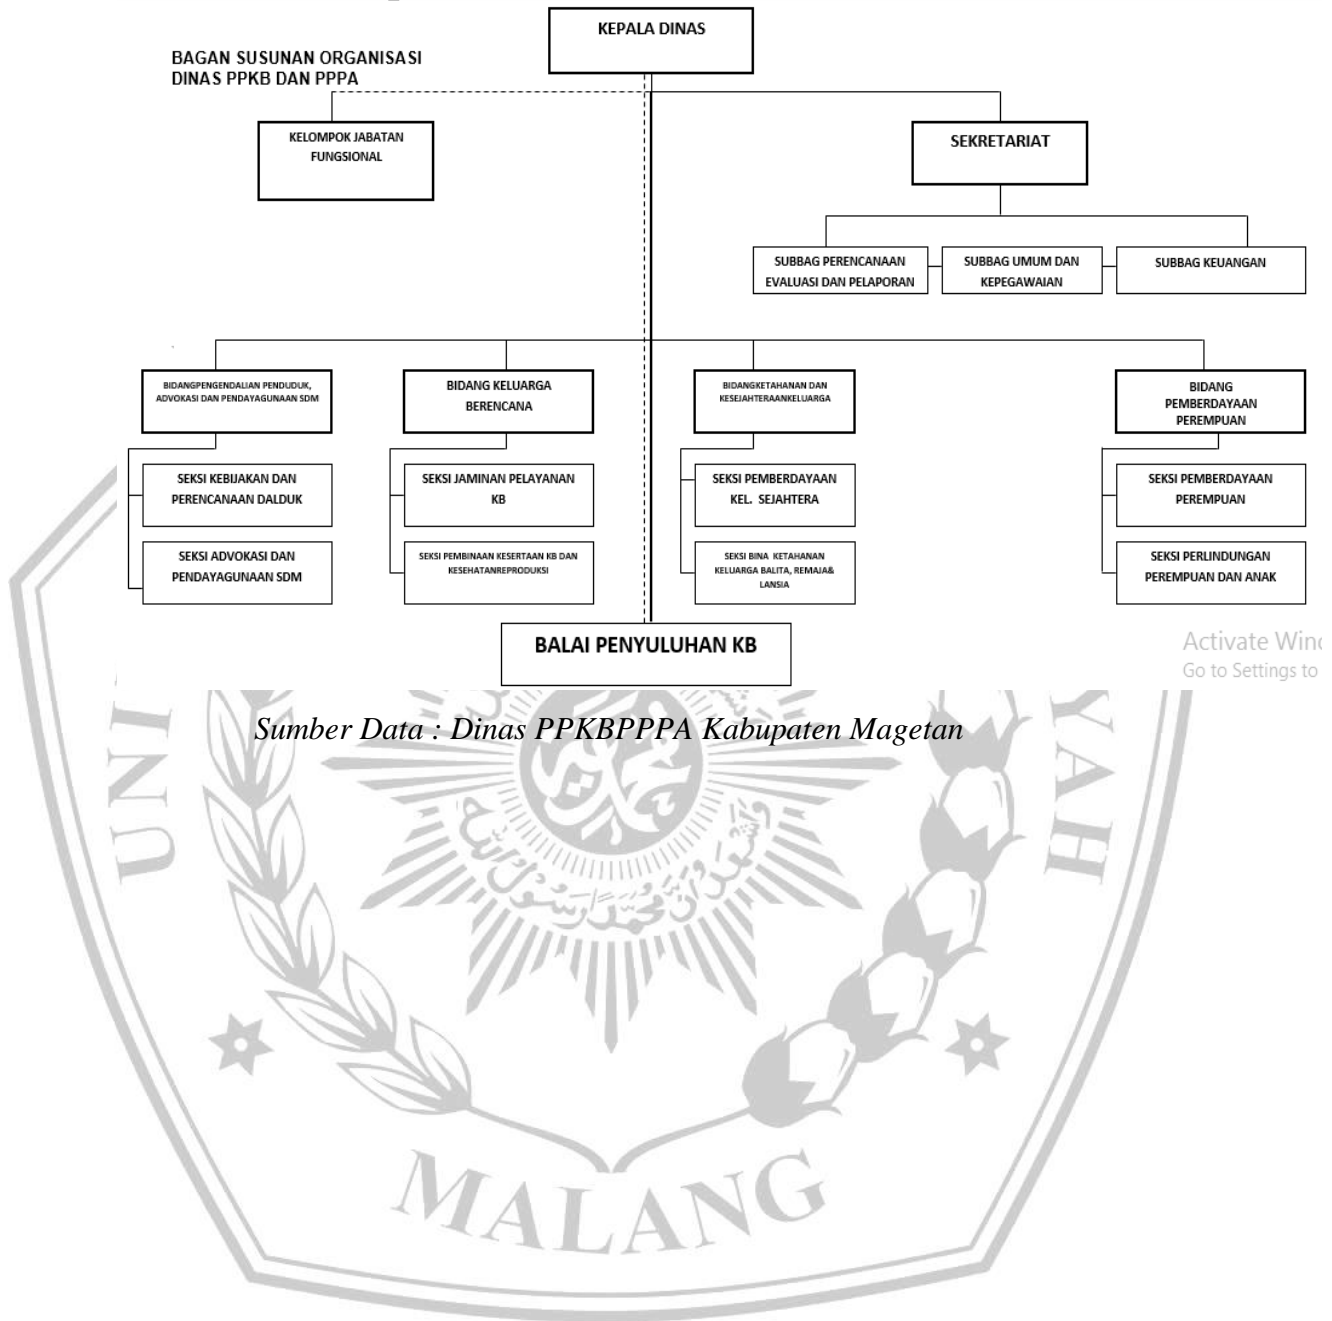 KEPALA DINAS
BAGAN SUSUNAN ORGANISASI
DINAS PPKB DAN PPPA
KELOMPOK JABATAN
FUNGSIONAL
SEKRETARIAT
SUBBAG PERENCANAAN
EVALUASI DAN PELAPORAN
SUBBAG UMUM DAN
KEPEGAWAIAN
SUBBAG KEUANGAN
BIDANGPENGENDALIAN PENDUDUK,
ADVOKASI DAN PENDAYAGUNAAN SDM
BIDANG KELUARGA
BERENCANA
BIDANGKETAHANAN DAN
KESEJAHTERAANKELUARGA
BIDANG
PEMBERDAYAAN
PEREMPUAN
SEKSI KEBIJAKAN DAN
PERENCANAAN DALDUK
SEKSI JAMINAN PELAYANAN
KB
SEKSI PEMBERDAYAAN
KEL. SEJAHTERA
SEKSI PEMBERDAYAAN
PEREMPUAN
SEKSI ADVOKASI DAN
PENDAYAGUNAAN SDM
SEKSI PEMBINAAN KESERTAAN KB DAN
KESEHATANREPRODUKSI
SEKSI BINA KETAHANAN
KELUARGA BALITA, REMAJA&
LANSIA
SEKSI PERLINDUNGAN
PEREMPUAN DAN ANAK
BALAI PENYULUHAN KB
Activate Wind
Go to Settings to
Sumber Data : Dinas PPKBPPPA Kabupaten Magetan
UNI
YAH
MALANG